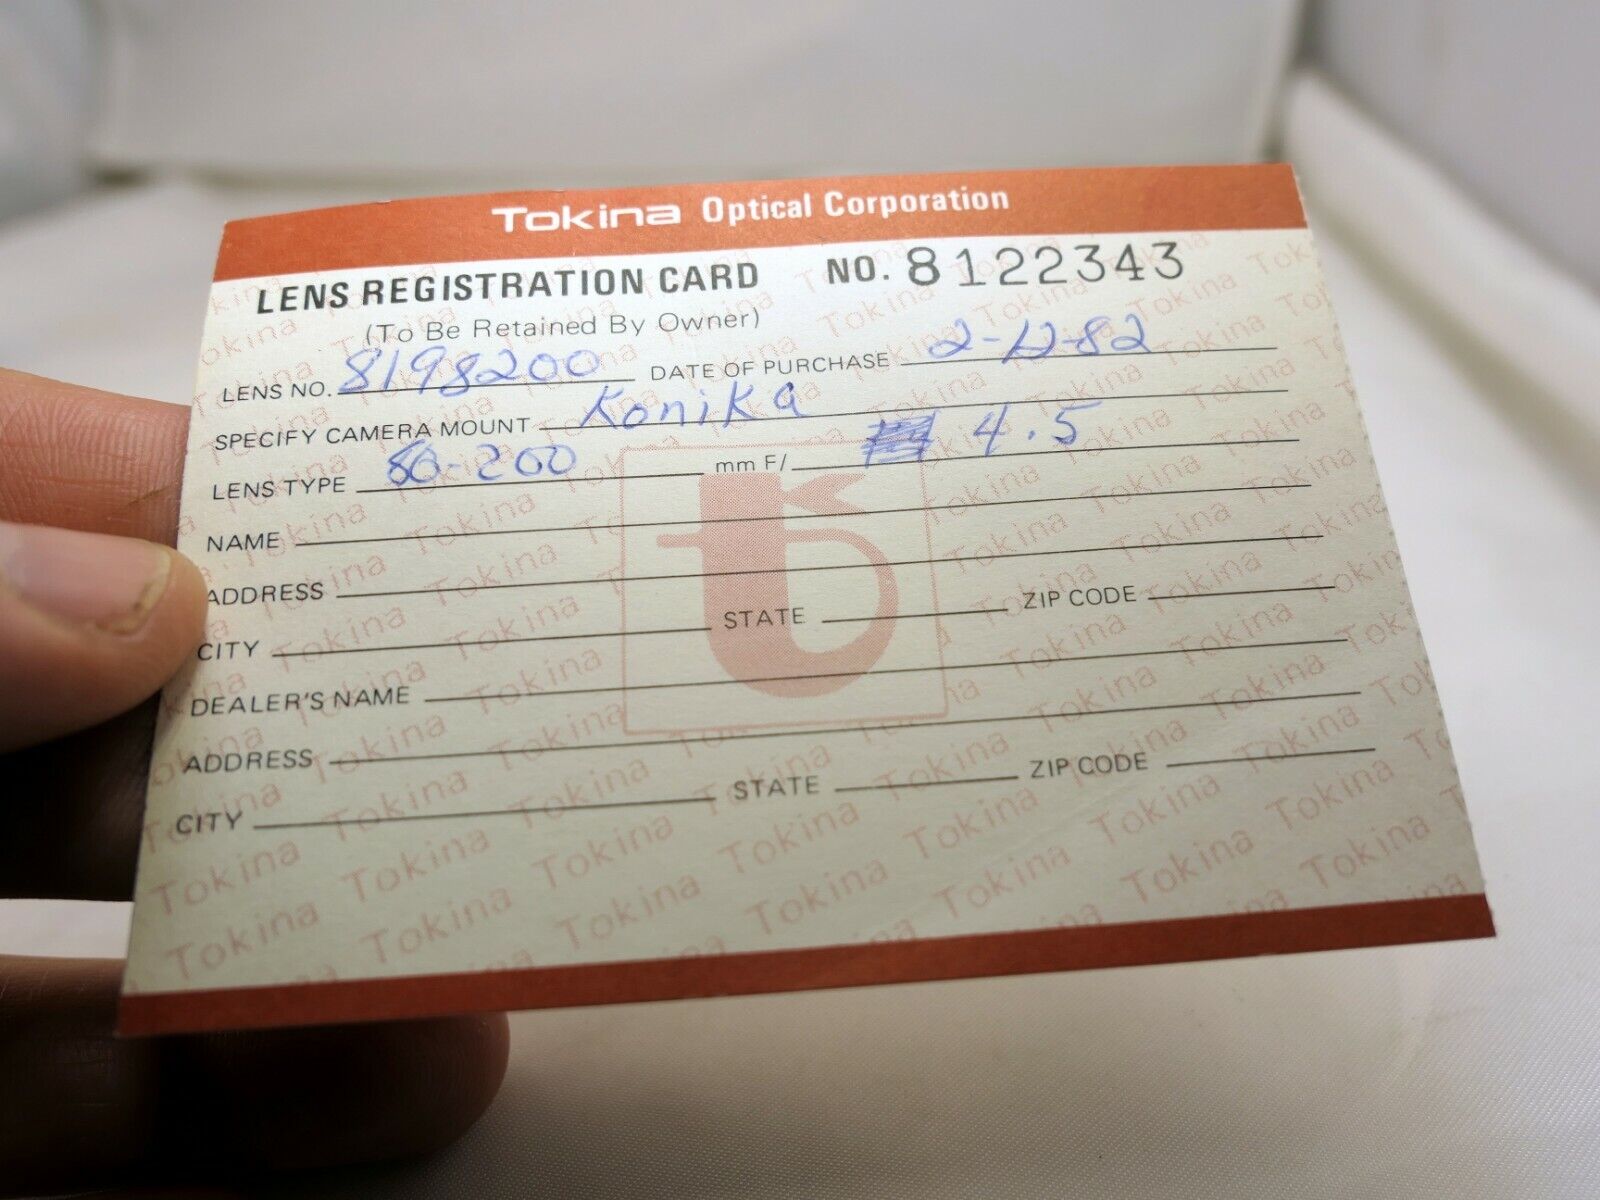 Tokina Optical Corporation
LENS REGISTRATION CARD NO. 8122343
(To Be Retained By Owner)
LENS NO. 8198200 DATE OF PURCHASE 2-12-82
SPECIFY CAMERA MOUNT Konika
LENS TYPE 80-200 mm F/ 4.5
NAME
ADDRESS
CITY STATE ZIP CODE
DEALER'S NAME
ADDRESS
CITY STATE ZIP CODE